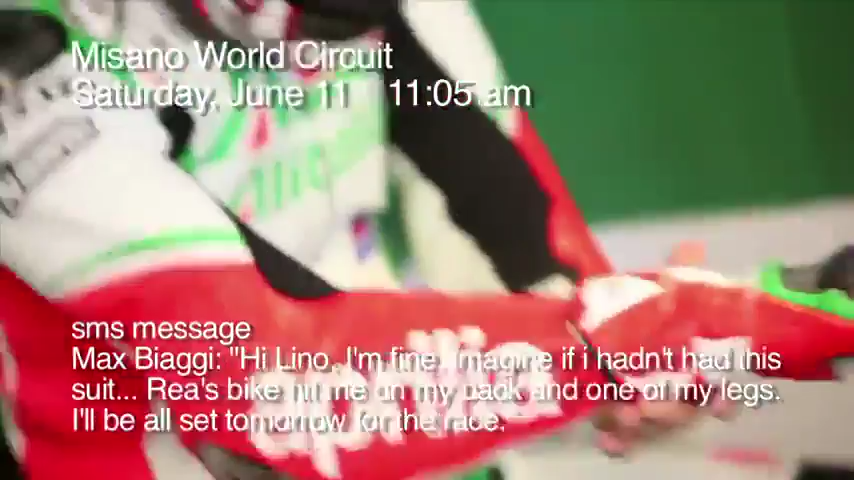 Misano World Circuit
Saturday, June 11 11:05 am
Alitalia
aprilia
sms message
Max Biaggi: "Hi Lino, I'm fine, imagine if i hadn't had this
suit... Rea's bike hit me on my back and one of my legs.
I'll be all set tomorrow for the race.